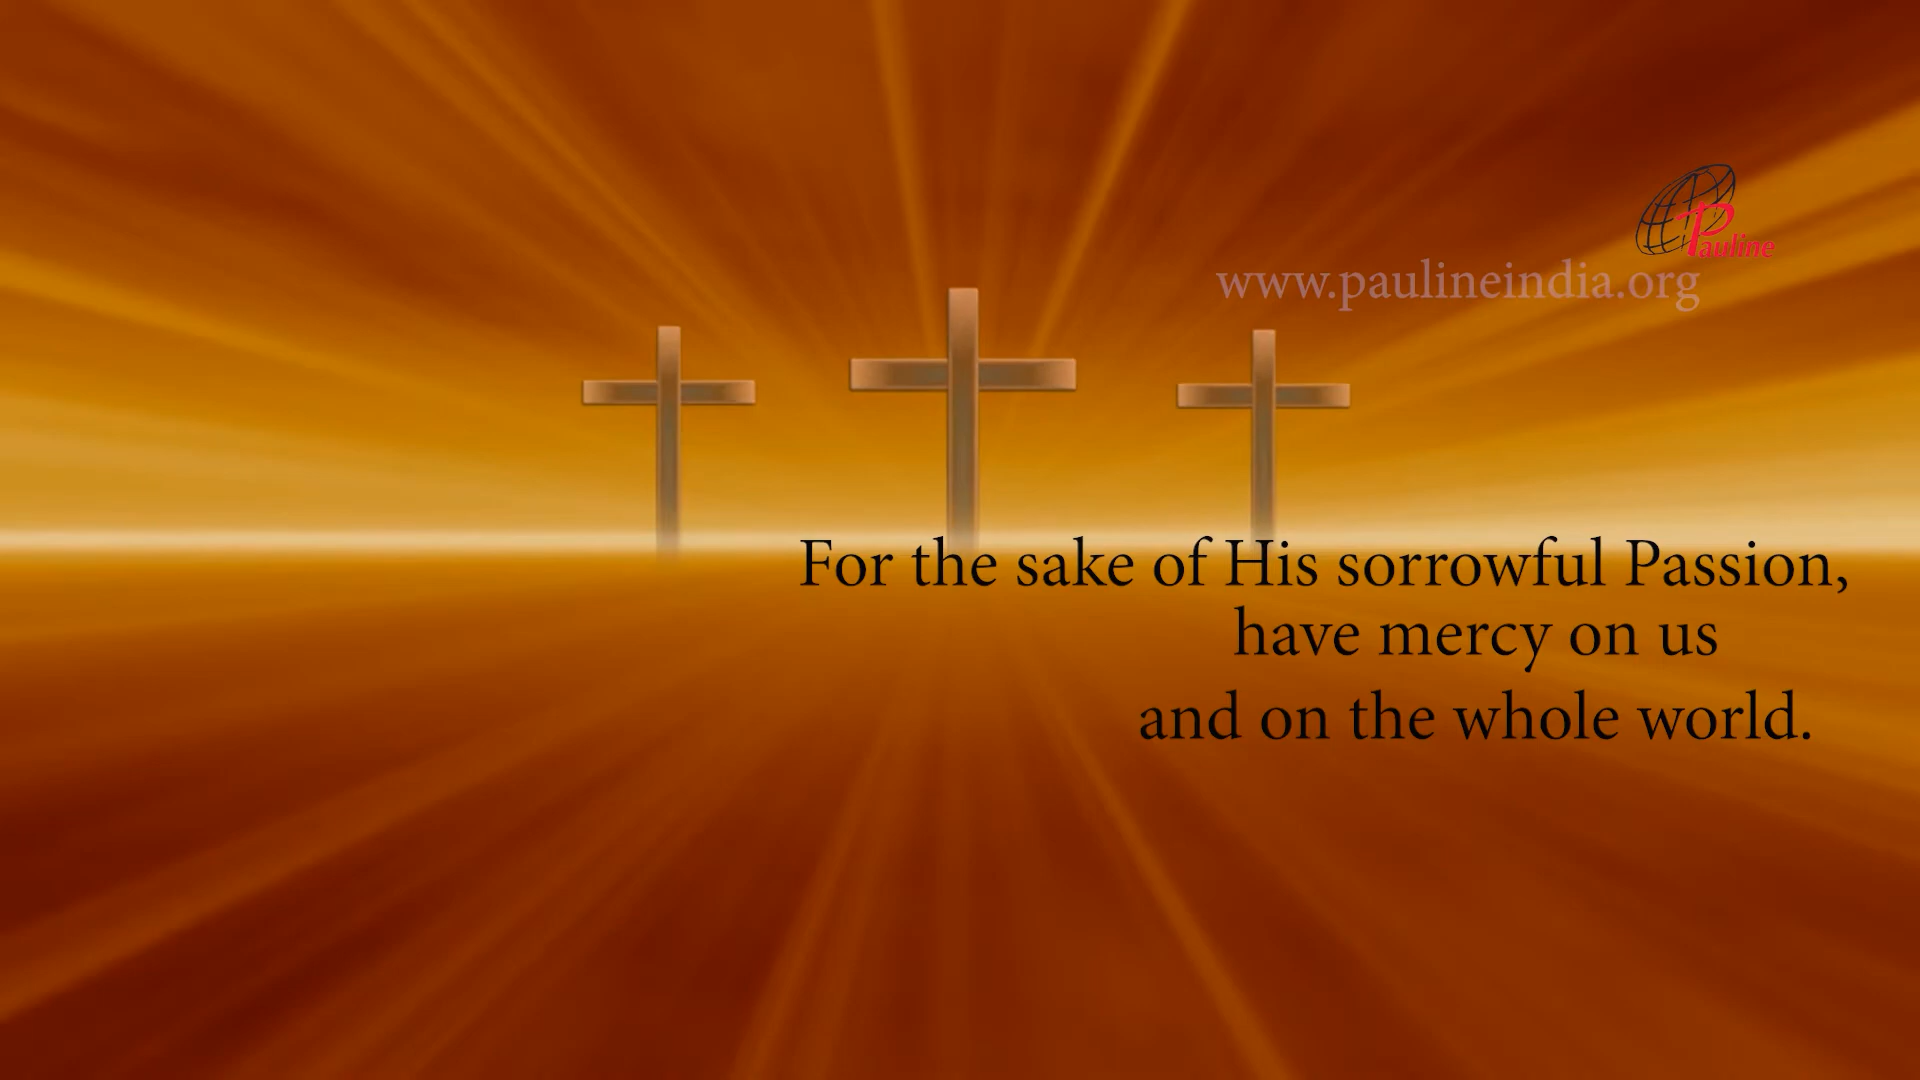 Pauline
www.paulineindia.org
For the sake of His sorrowful Passion,
have mercy on us
and on the whole world.